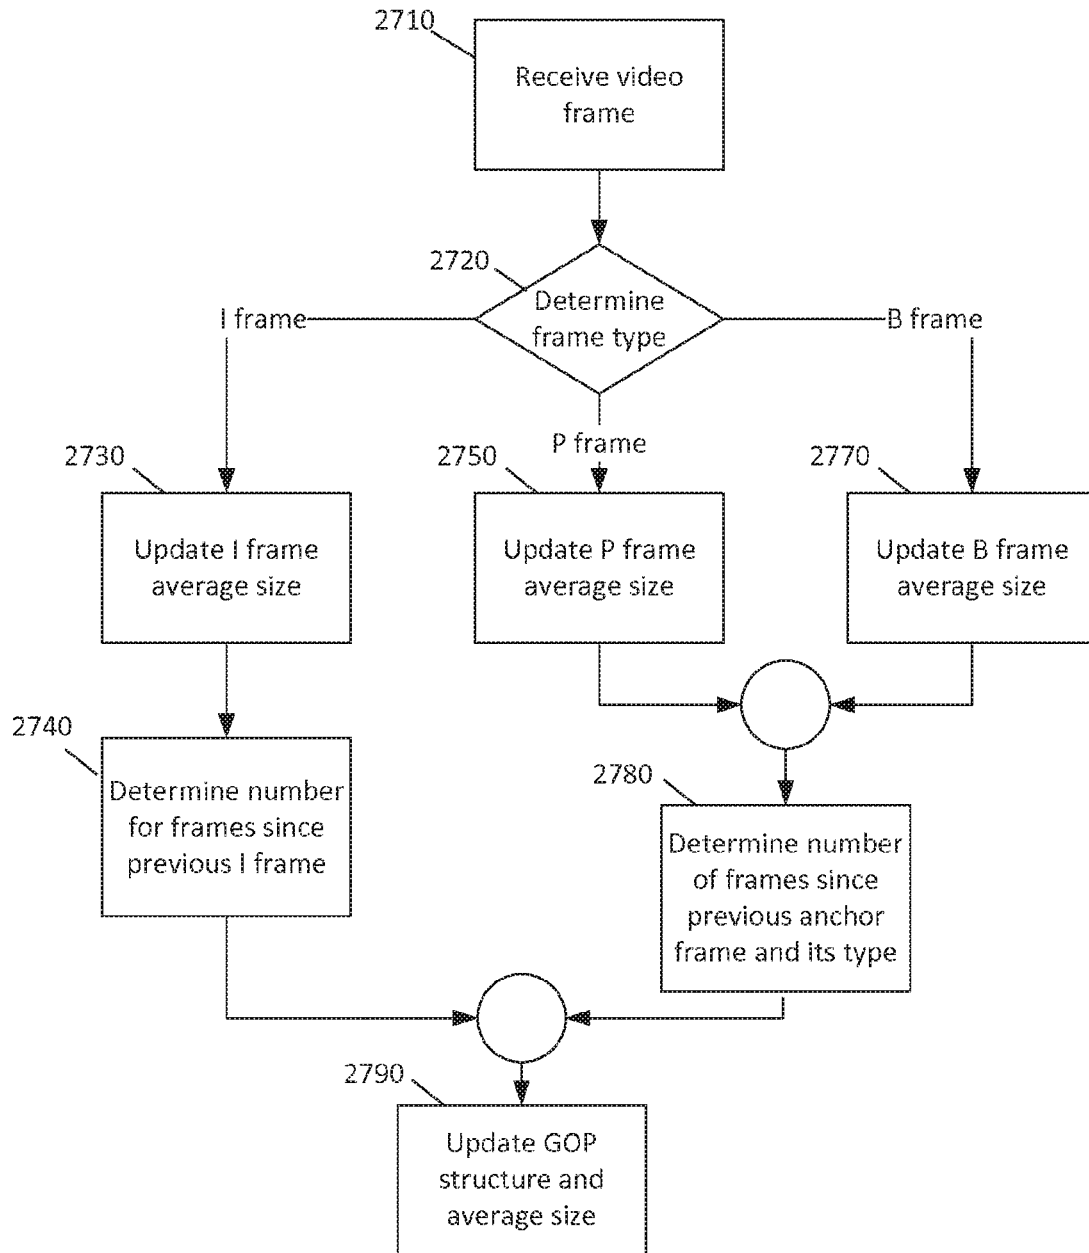 2710
Receive video
frame
2720
Determine
frame type
I frame
B frame
P frame
2730
Update I frame
average size
2750
Update P frame
average size
2770
Update B frame
average size
2740
Determine number
for frames since
previous I frame
2780
Determine number
of frames since
previous anchor
frame and its type
2790
Update GOP
structure and
average size